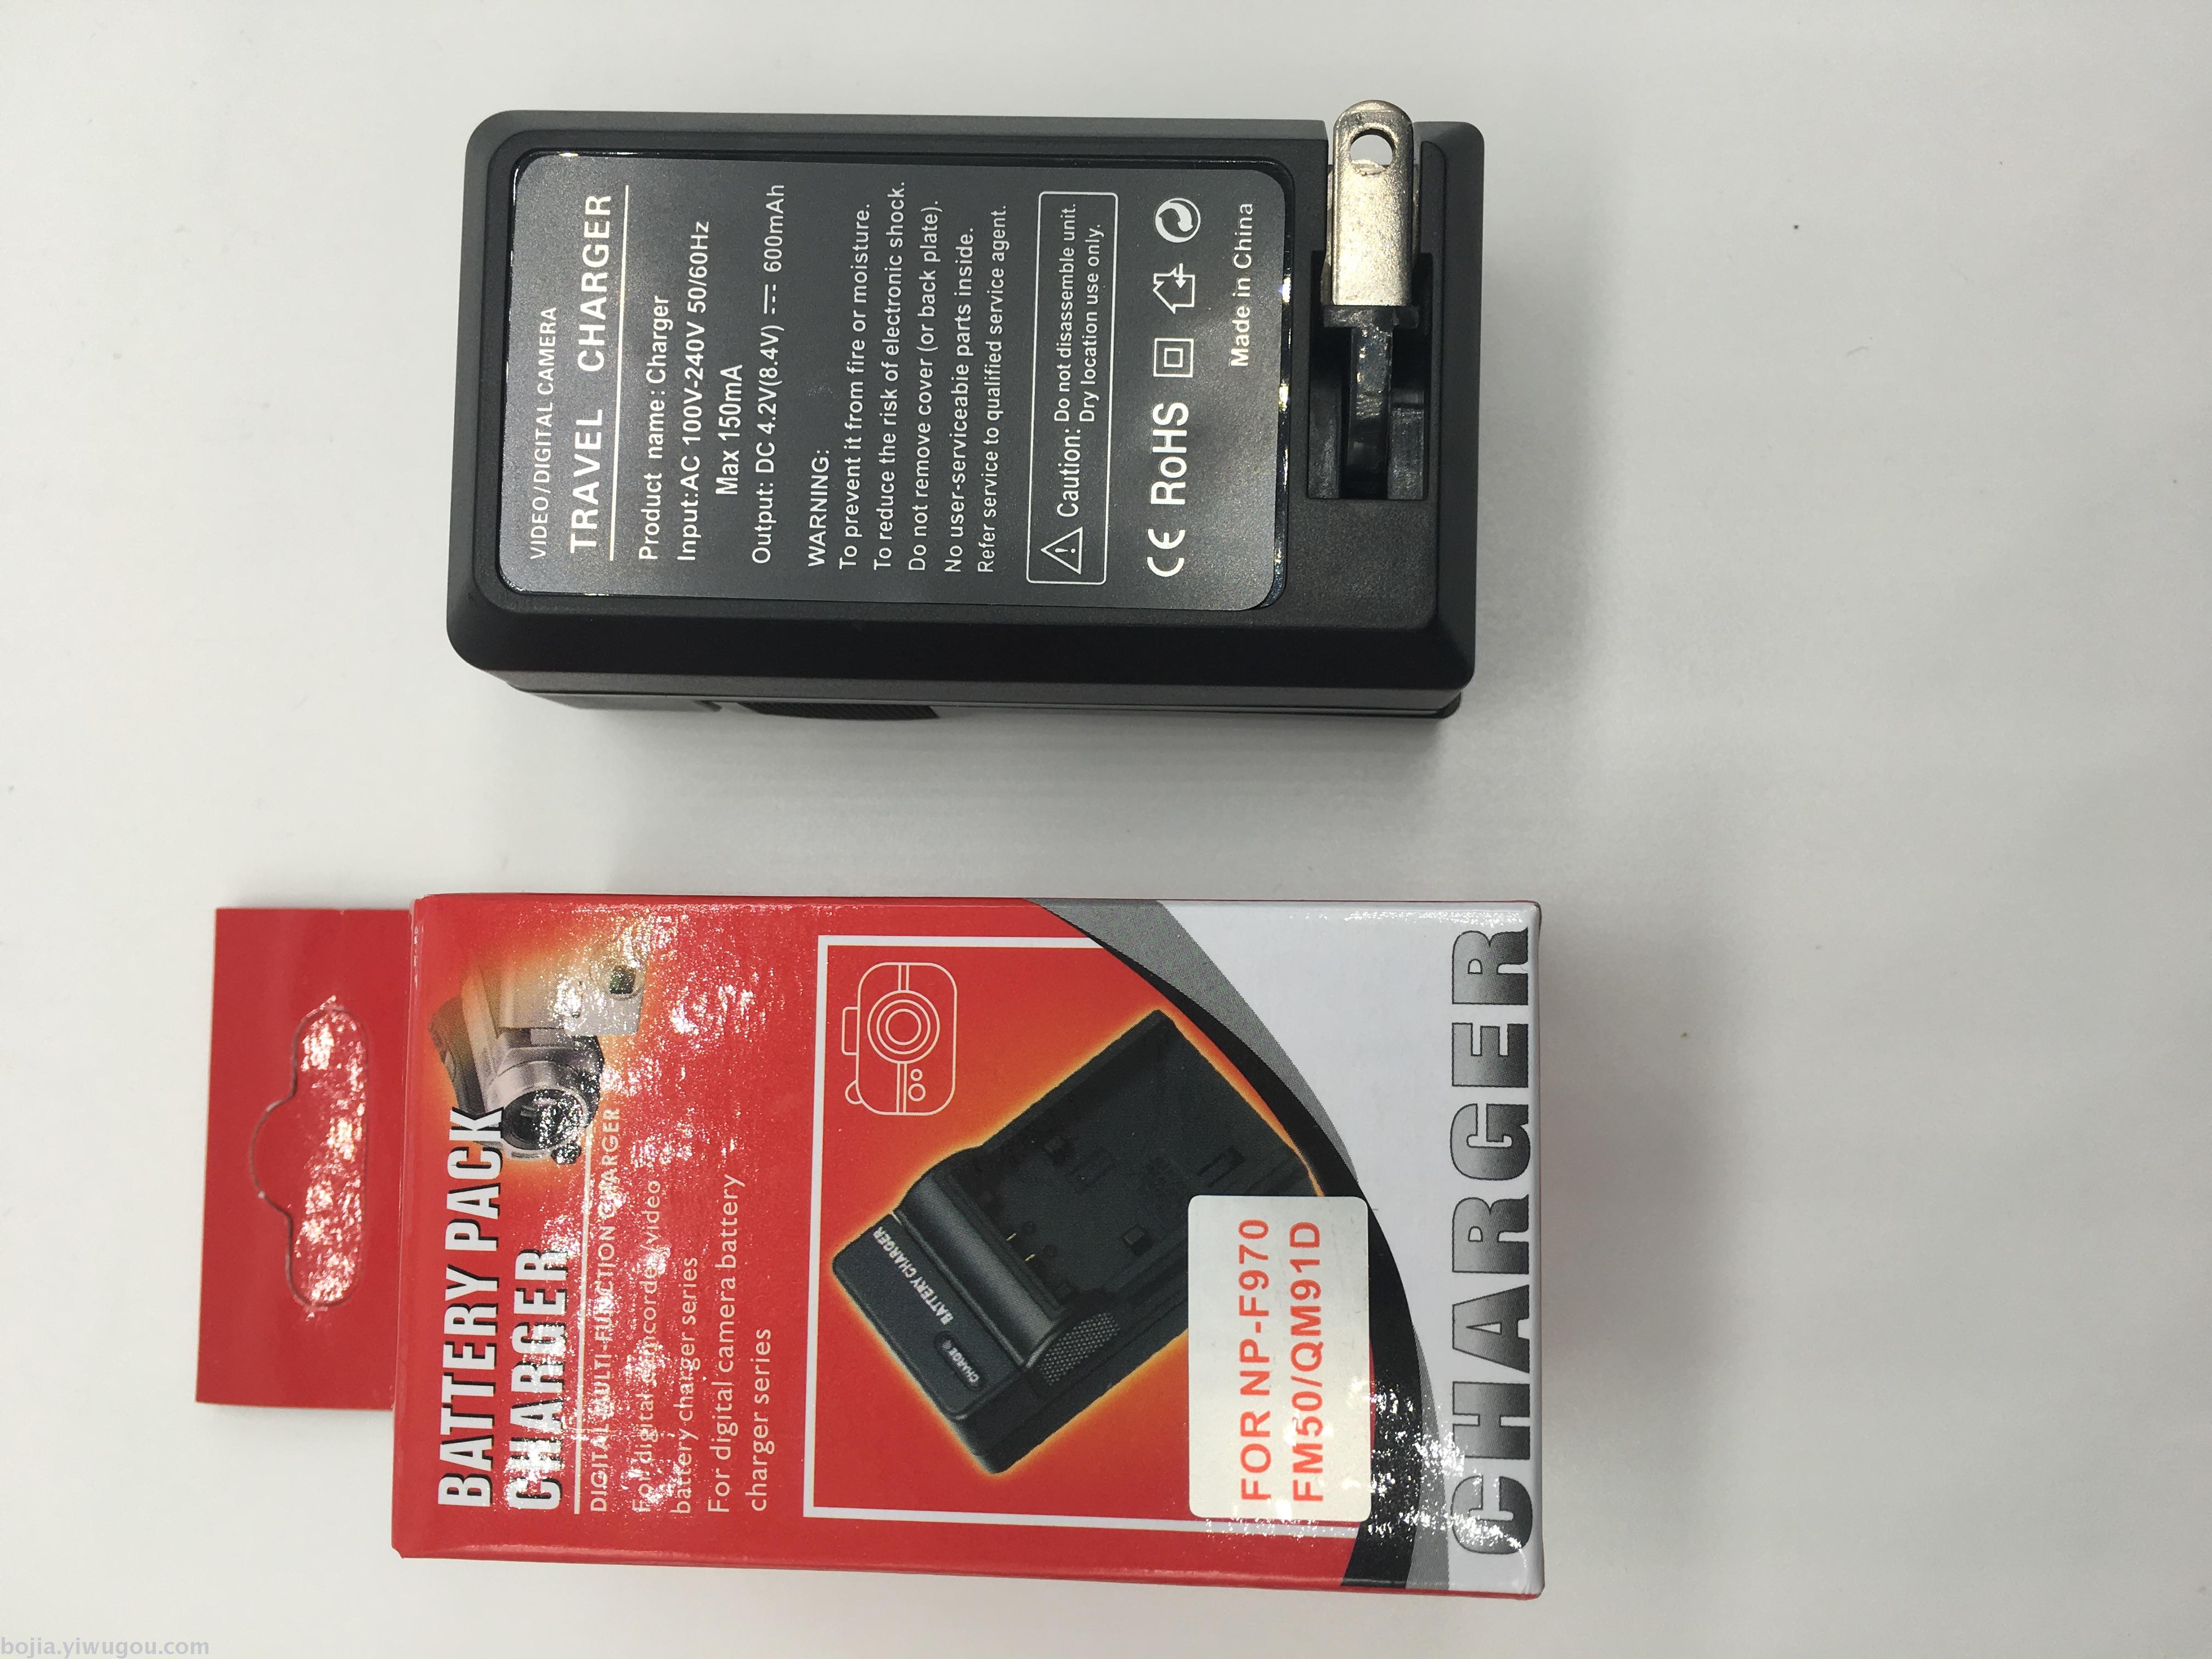 VIDEO/DIGITAL CAMERA
TRAVEL CHARGER
Product name: Charger
Input: AC 100V-240V 50/60Hz
Max 150mA
Output: DC 4.2V(8.4V) ⎓ 600mAh
WARNING:
To prevent it from fire or moisture.
To reduce the risk of electronic shock.
Do not remove cover (or back plate).
No user-serviceable parts inside.
Refer service to qualified service agent.
Caution: Do not disassemble unit.
Dry location use only.
CE RoHS
Made in China
BATTERY PACK
CHARGER
DIGITAL MULTI-FUNCTION CHARGER
For digital camcorder/video
battery charger series
For digital camera battery
charger series
BATTERY CHARGER
CHARGE
FOR NP-F970
FM50/QM91D
CHARGER
bojia.yiwugou.com